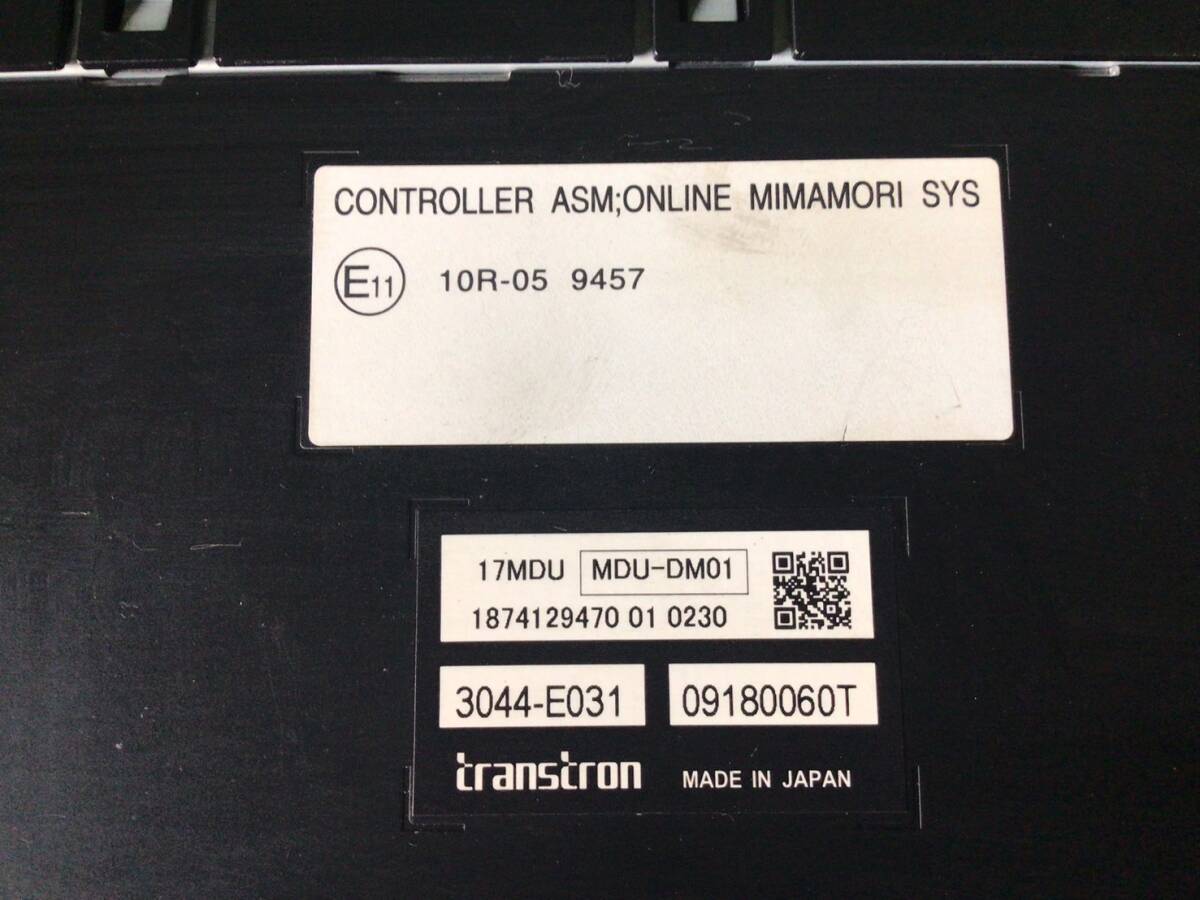 CONTROLLER ASM;ONLINE MIMAMORI SYS
E11 10R-05 9457
17MDU MDU-DM01
1874129470 01 0230
3044-E031 09180060T
transtron MADE IN JAPAN